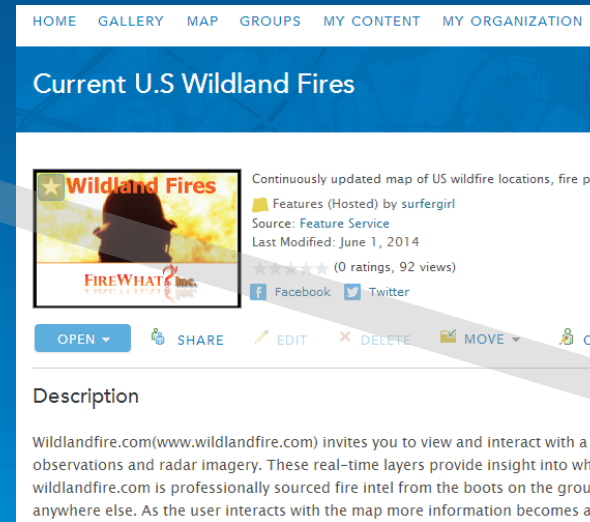 HOME GALLERY MAP GROUPS MY CONTENT MY ORGANIZATION
Current U.S Wildland Fires
Wildland Fires
FIREWHAT? Inc.
Continuously updated map of US wildfire locations, fire p
Features (Hosted) by surfergirl
Source: Feature Service
Last Modified: June 1, 2014
(0 ratings, 92 views)
Facebook Twitter
OPEN SHARE EDIT DELETE MOVE
Description
Wildlandfire.com(www.wildlandfire.com) invites you to view and interact with a
observations and radar imagery. These real-time layers provide insight into wh
wildlandfire.com is professionally sourced fire intel from the boots on the grou
anywhere else. As the user interacts with the map more information becomes a